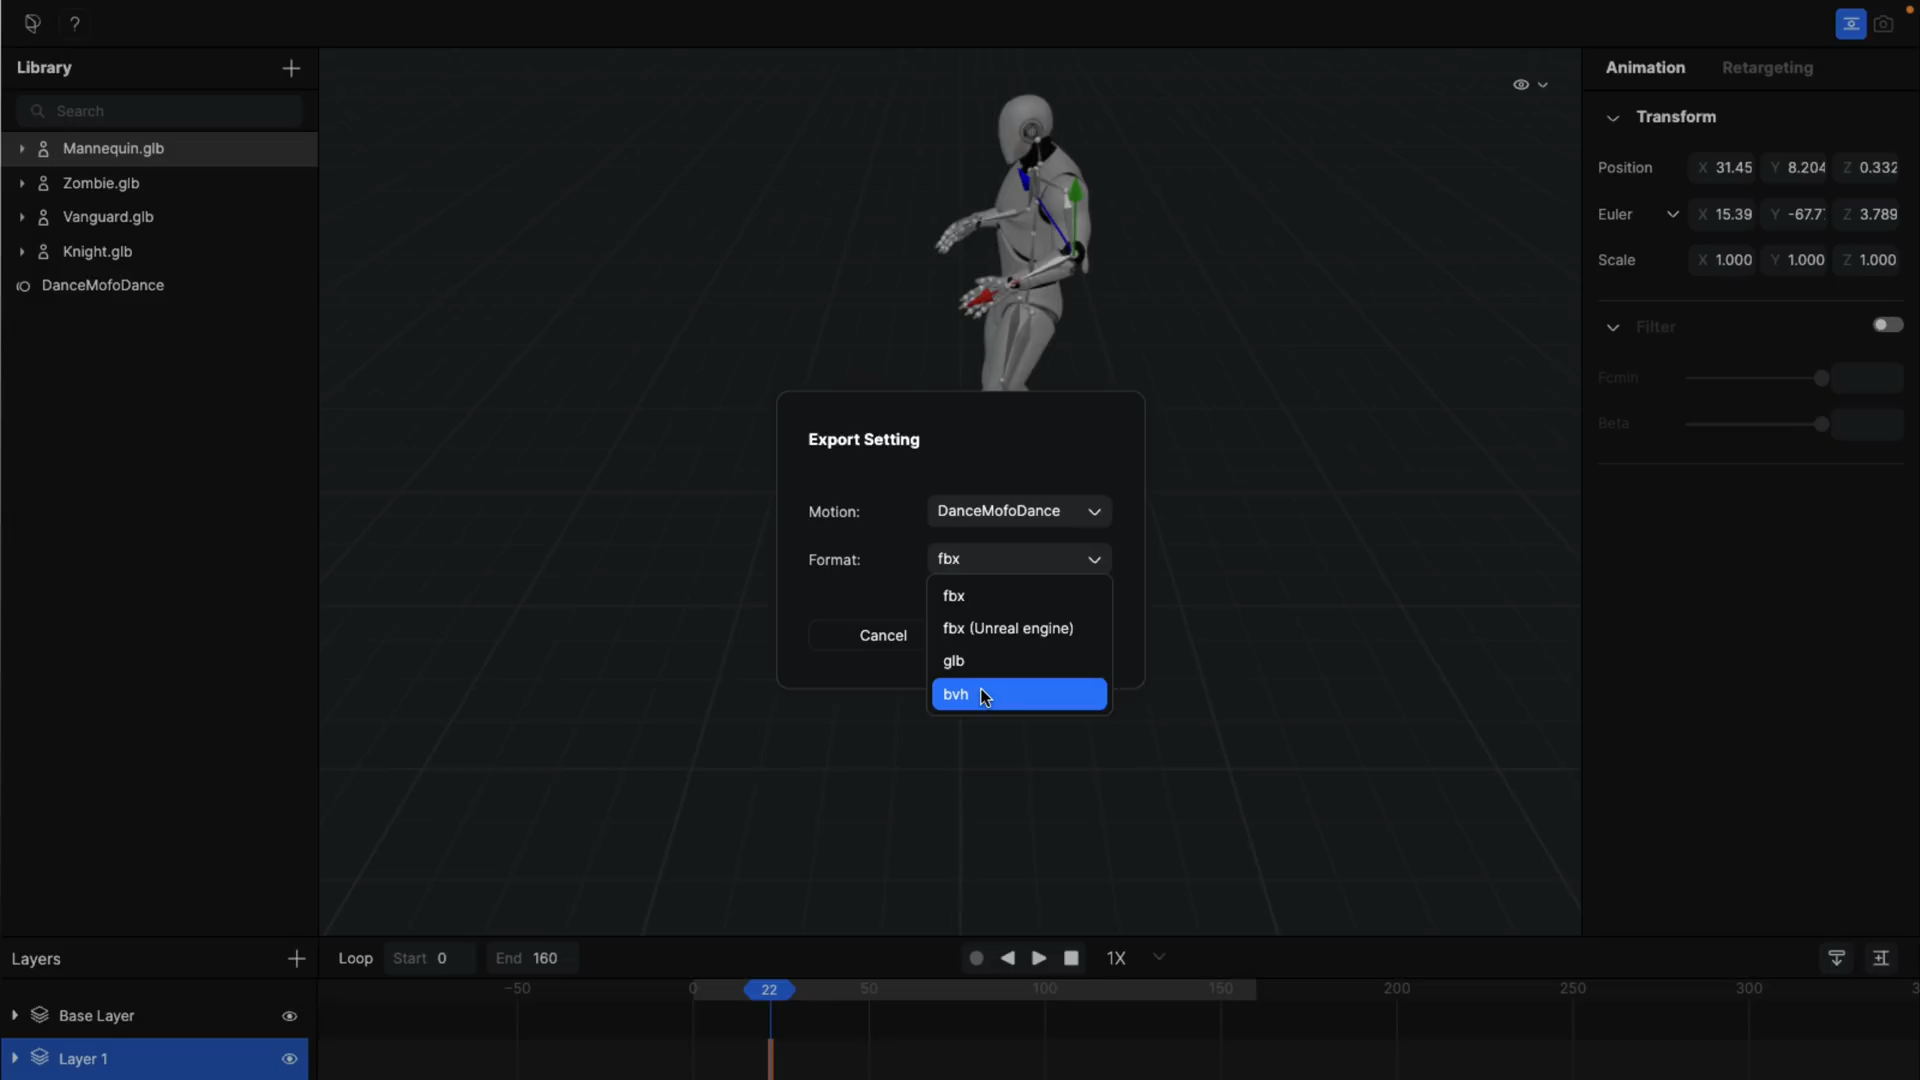 ?
Library
Search
Mannequin.glb
Zombie.glb
Vanguard.glb
Knight.glb
DanceMofoDance
Animation Retargeting
Transform
Position X 31.45 Y 8.204 Z 0.332
Euler X 15.39 Y -67.7 Z 3.789
Scale X 1.000 Y 1.000 Z 1.000
Filter
Fcmin
Beta
Export Setting
Motion: DanceMofoDance
Format: fbx
fbx
fbx (Unreal engine)
glb
bvh
Cancel
Layers
Loop Start 0 End 160 1X
-50 0 22 50 100 150 200 250 300 3
Base Layer
Layer 1